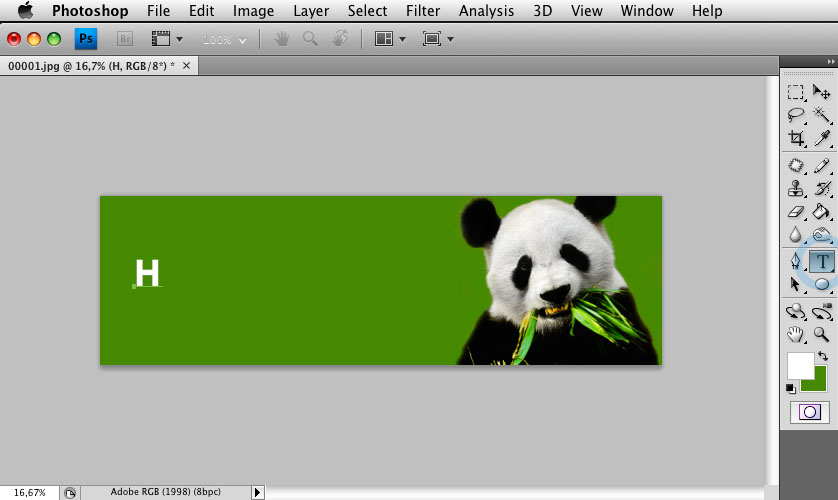 Photoshop File Edit Image Layer Select Filter Analysis 3D View Window Help
Ps Br 100%
00001.jpg @ 16,7% (H, RGB/8*) * ✕
H
T
16,67% Adobe RGB (1998) (8bpc)